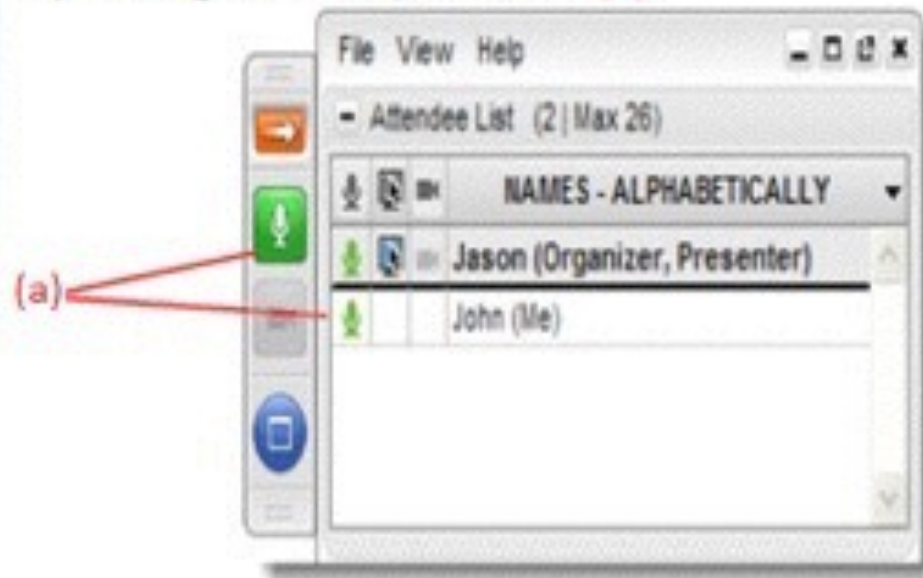 File View Help
- Attendee List (2 | Max 26)
NAMES - ALPHABETICALLY
Jason (Organizer, Presenter)
(a)
John (Me)